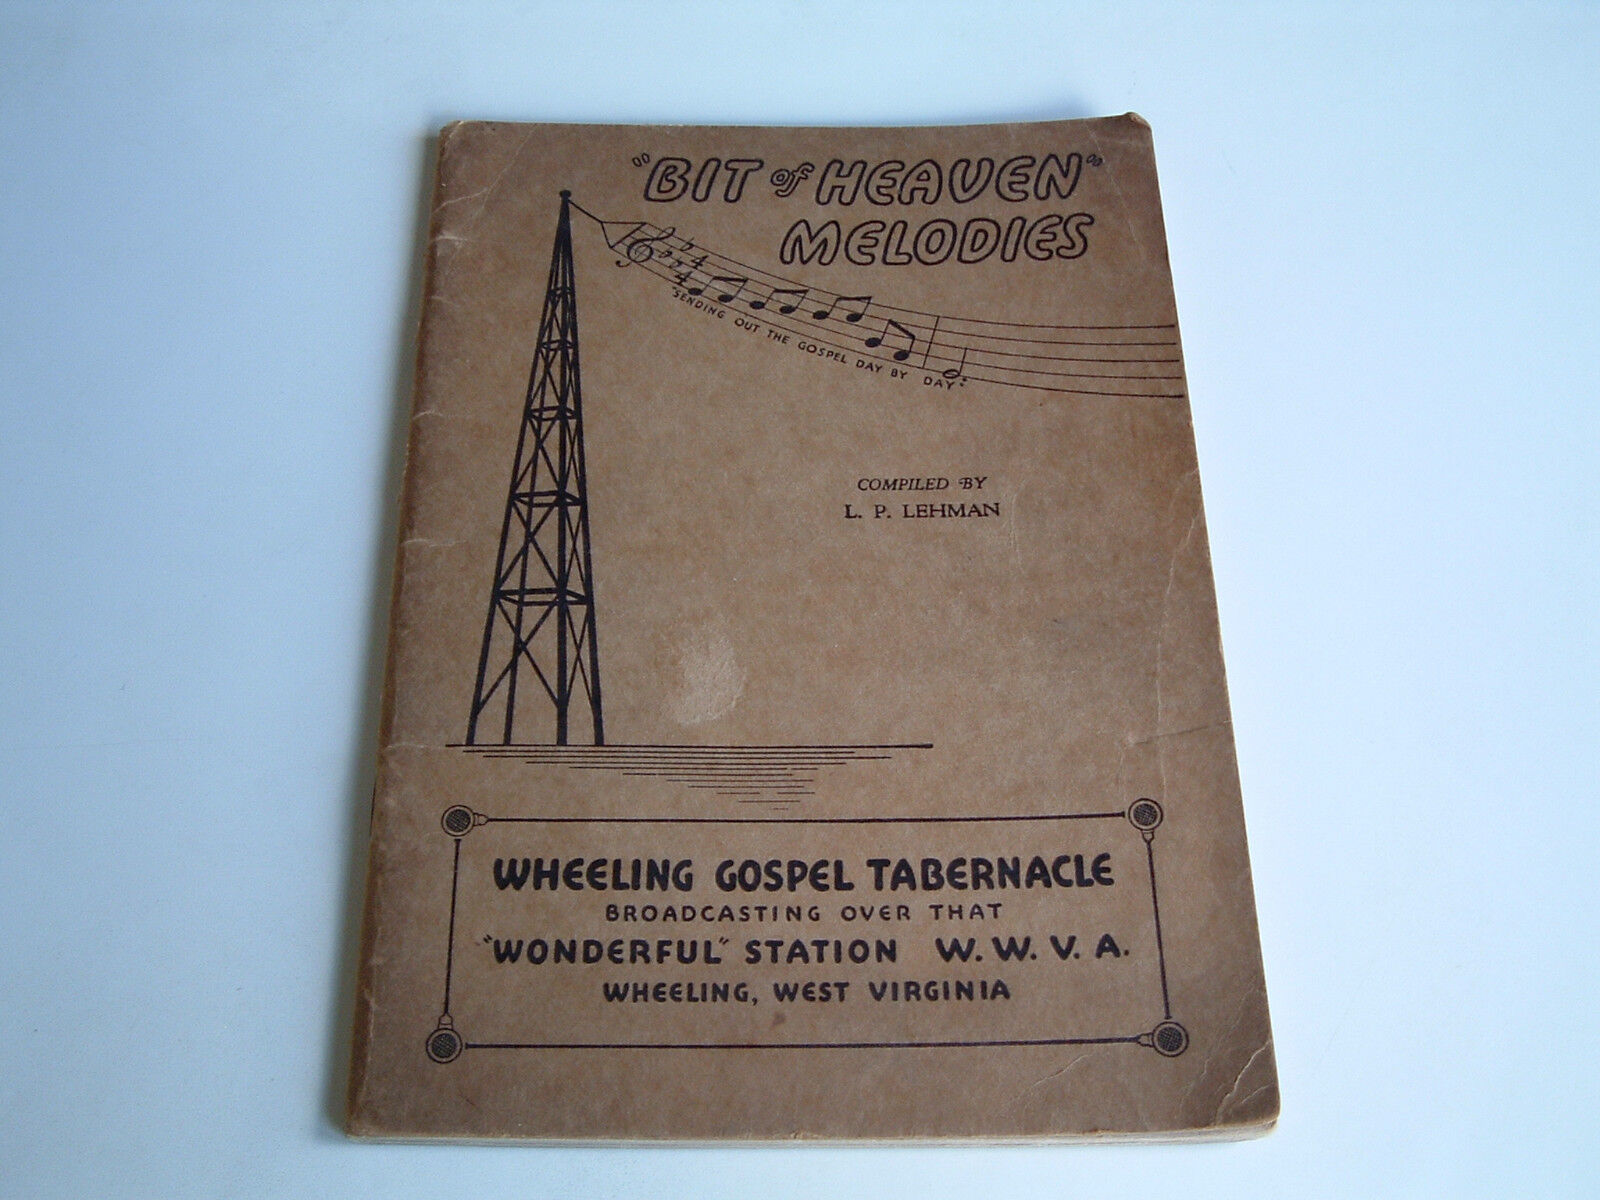 "BIT of HEAVEN"
MELODIES
"SENDING OUT THE GOSPEL DAY BY DAY"
COMPILED BY
L. P. LEHMAN
WHEELING GOSPEL TABERNACLE
BROADCASTING OVER THAT
"WONDERFUL" STATION W. W. V. A.
WHEELING, WEST VIRGINIA